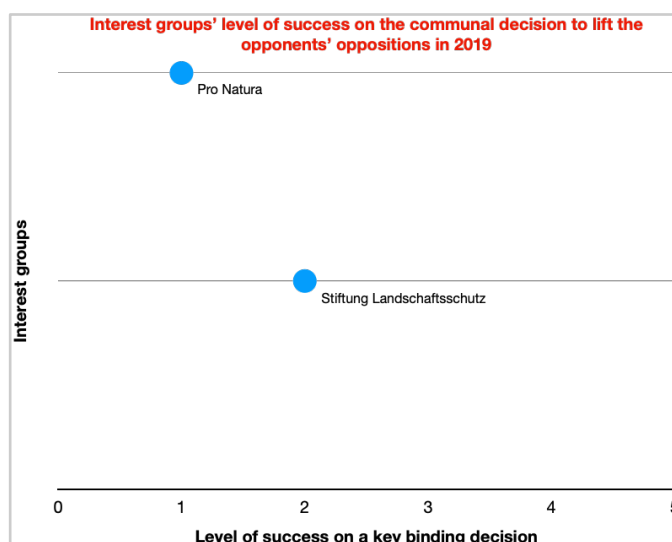 Interest groups’ level of success on the communal decision to lift the
opponents’ oppositions in 2019
Pro Natura
Stiftung Landschaftsschutz
Interest groups
0 1 2 3 4 5
Level of success on a key binding decision